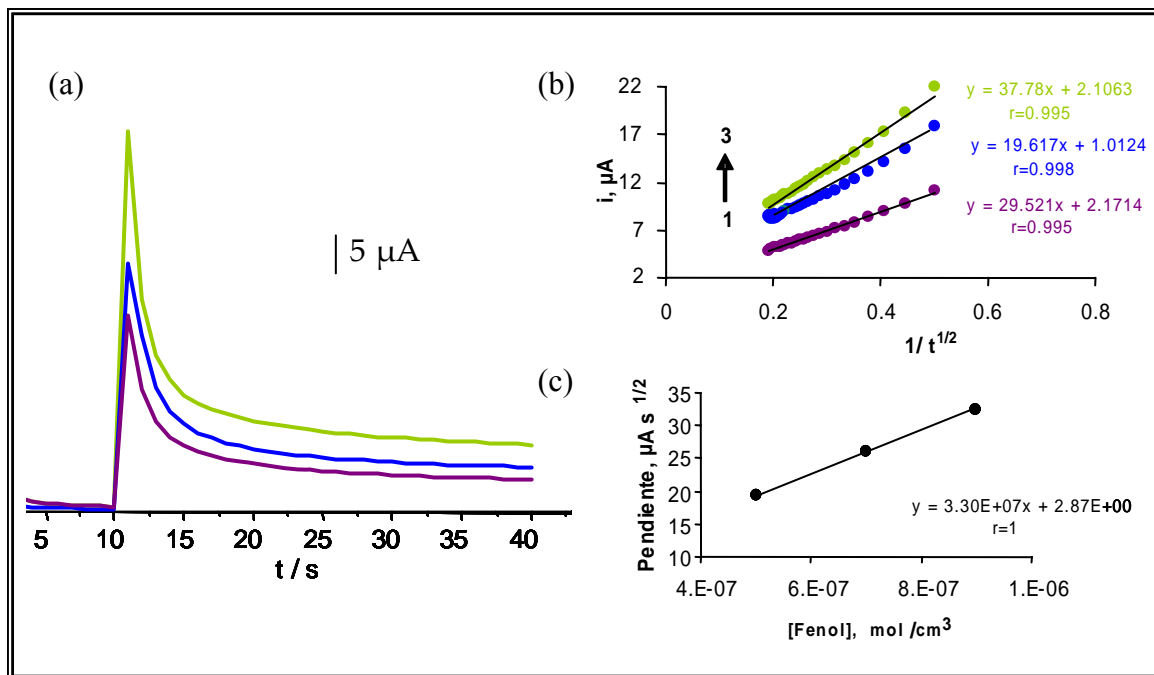 (a)
5 µA
5 10 15 20 25 30 35 40
t / s
(b)
i, µA
22
17
12
7
2
3
1
0 0.2 0.4 0.6 0.8
1/ t^1/2
y = 37.78x + 2.1063
r=0.995
y = 19.617x + 1.0124
r=0.998
y = 29.521x + 2.1714
r=0.995
(c)
Pendiente, µA s^1/2
35
30
25
20
15
10
y = 3.30E+07x + 2.87E+00
r=1
4.E-07 6.E-07 8.E-07 1.E-06
[Fenol], mol /cm³